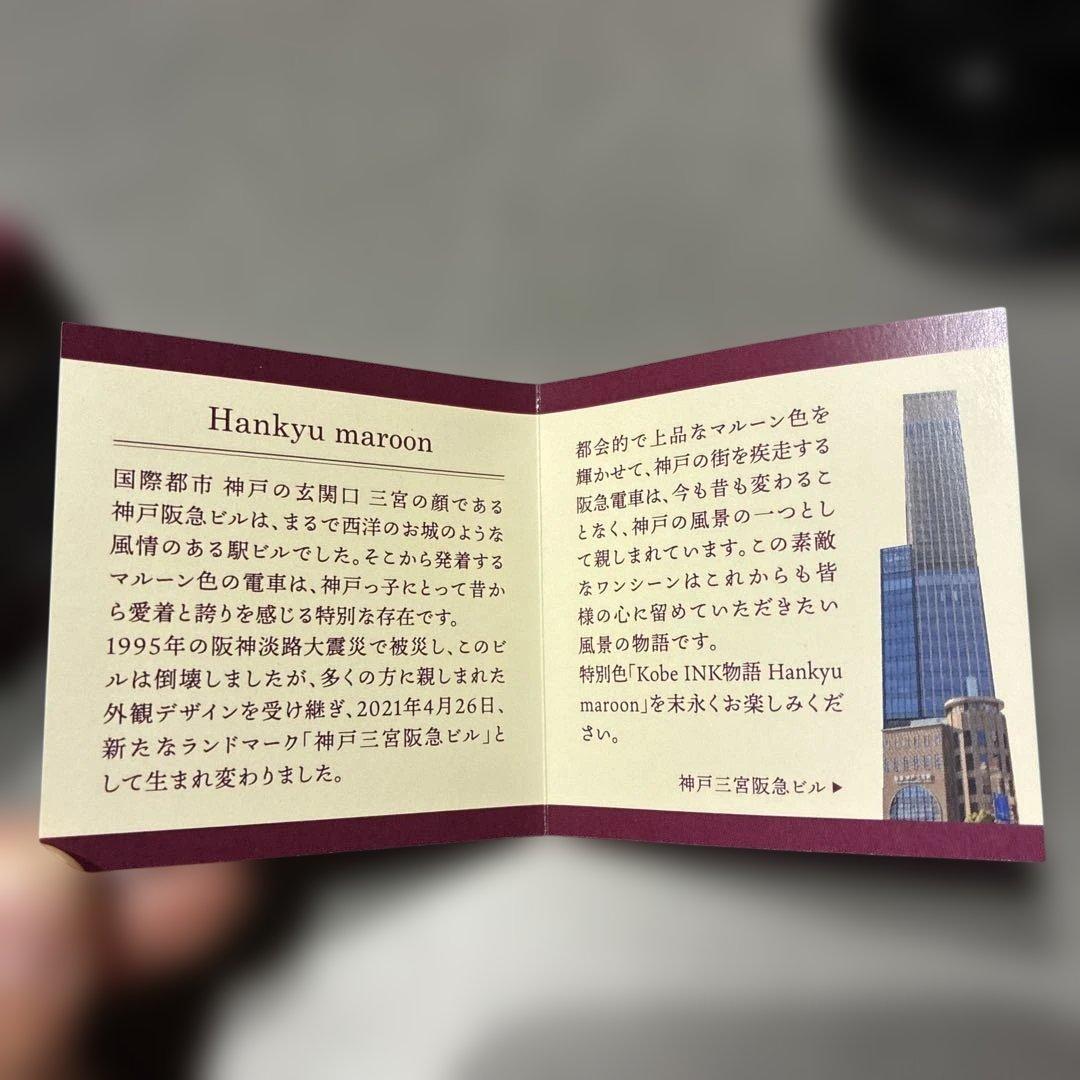 Hankyu maroon
国際都市 神戸の玄関口 三宮の顔である
神戸阪急ビルは、まるで西洋のお城のような
風情のある駅ビルでした。そこから発着する
マルーン色の電車は、神戸っ子にとって昔か
ら愛着と誇りを感じる特別な存在です。
1995年の阪神淡路大震災で被災し、このビ
ルは倒壊しましたが、多くの方に親しまれた
外観デザインを受け継ぎ、2021年4月26日、
新たなランドマーク「神戸三宮阪急ビル」と
して生まれ変わりました。
都会的で上品なマルーン色を
輝かせて、神戸の街を疾走する
阪急電車は、今も昔も変わるこ
となく、神戸の風景の一つとし
て親しまれています。この素敵
なワンシーンはこれからも皆
様の心に留めていただきたい
風景の物語です。
特別色「Kobe INK物語 Hankyu
maroon」を末永くお楽しみくだ
さい。
神戸三宮阪急ビル ▶